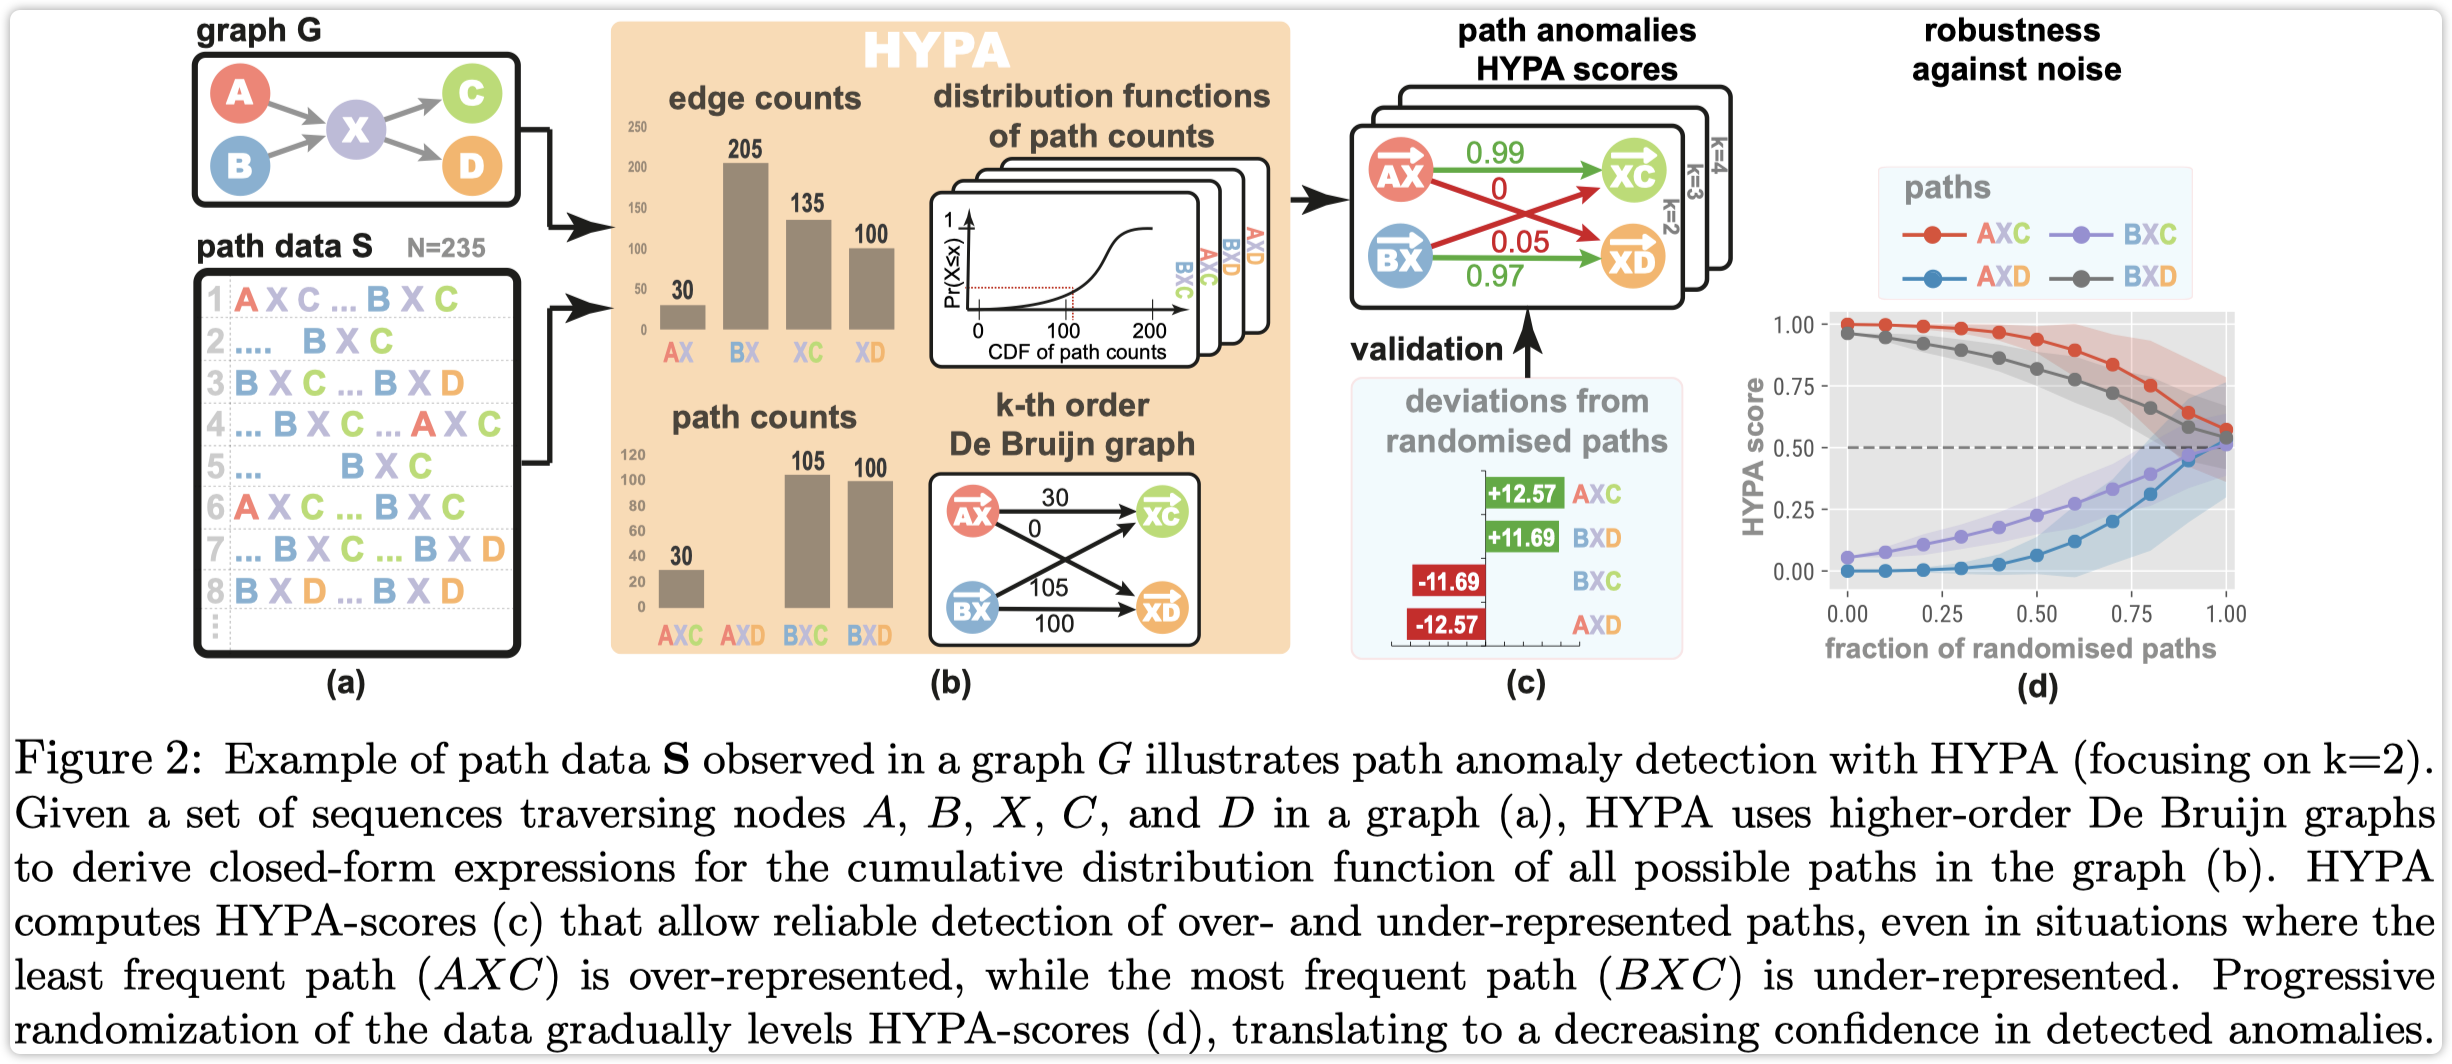 graph G
A
C
X
B
D
path data S N=235
1 A X C ... B X C
2 .... B X C
3 B X C ... B X D
4 ... B X C ... A X C
5 ... B X C
6 A X C ... B X C
7 ... B X C ... B X D
8 B X D ... B X D
⋮
(a)
HYPA
edge counts
250
200
150
100
50
0
30
205
135
100
AX BX XC XD
distribution functions
of path counts
Pr(X≤x)
1
0 100 200
CDF of path counts
BXC
AXC
BXD
AXD
path counts
120
100
80
60
40
20
0
30
105
100
AXC AXD BXC BXD
k-th order
De Bruijn graph
AX 30 XC
0
105
BX 100 XD
(b)
path anomalies
HYPA scores
AX 0.99 XC
0
0.05
BX 0.97 XD
k=2
k=3
k=4
validation
deviations from
randomised paths
+12.57 AXC
+11.69 BXD
-11.69 BXC
-12.57 AXD
(c)
robustness
against noise
paths
AXC BXC
AXD BXD
HYPA score
1.00
0.75
0.50
0.25
0.00
0.00 0.25 0.50 0.75 1.00
fraction of randomised paths
(d)
Figure 2: Example of path data S observed in a graph G illustrates path anomaly detection with HYPA (focusing on k=2).
Given a set of sequences traversing nodes A, B, X, C, and D in a graph (a), HYPA uses higher-order De Bruijn graphs
to derive closed-form expressions for the cumulative distribution function of all possible paths in the graph (b). HYPA
computes HYPA-scores (c) that allow reliable detection of over- and under-represented paths, even in situations where the
least frequent path (AXC) is over-represented, while the most frequent path (BXC) is under-represented. Progressive
randomization of the data gradually levels HYPA-scores (d), translating to a decreasing confidence in detected anomalies.